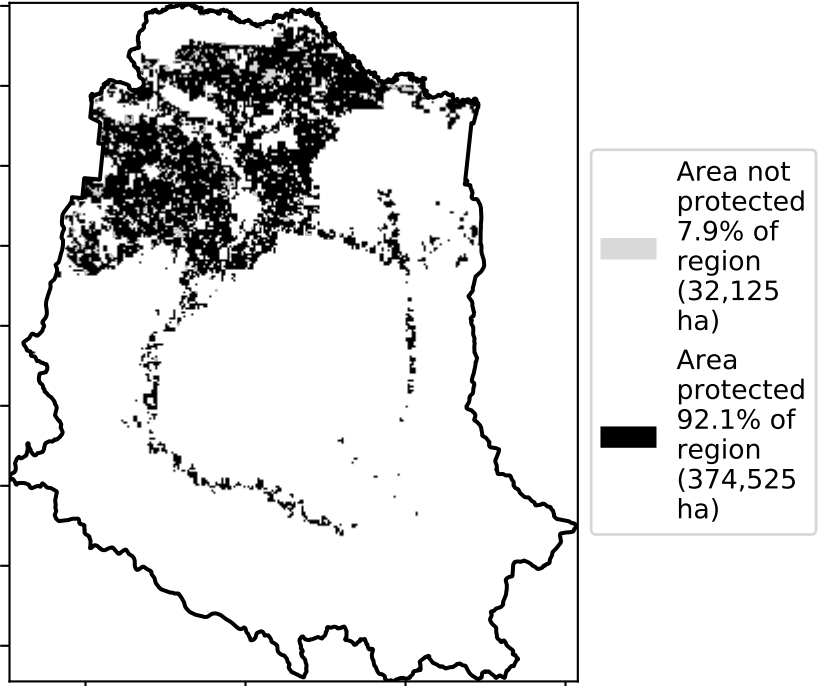 Area not
protected
7.9% of
region
(32,125
ha)
Area
protected
92.1% of
region
(374,525
ha)